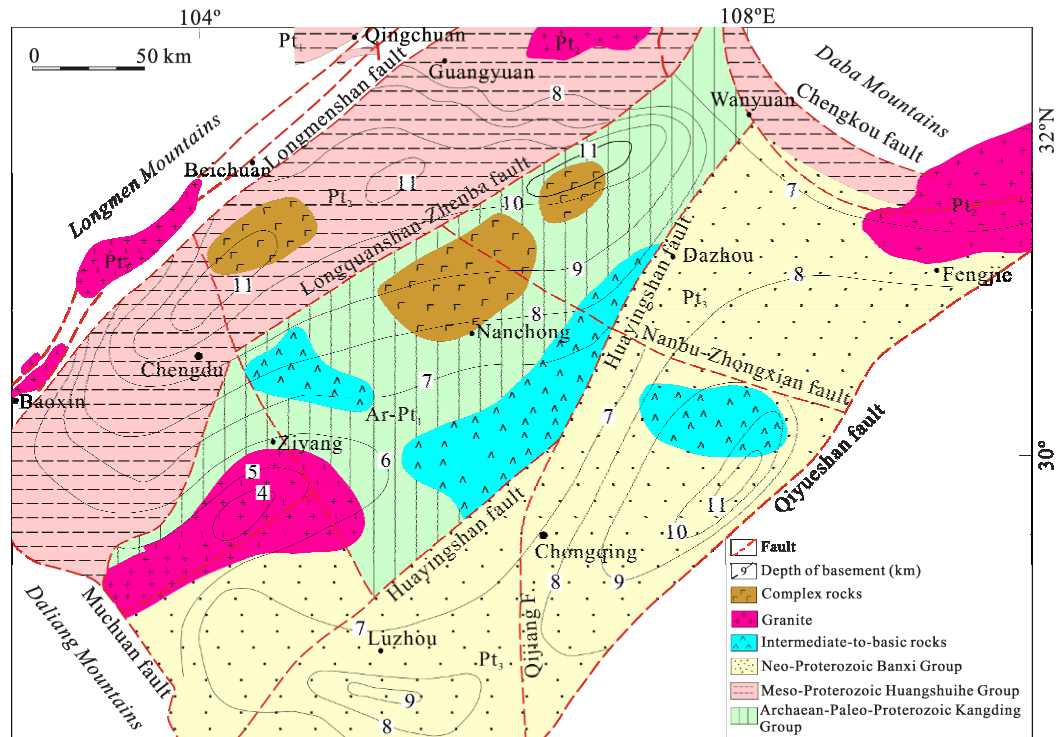 104°
108°E
0
50 km
Pt₁
Qingchuan
Pt₂
Guangyuan
Longmenshan fault
8
Wanyuan
Daba Mountains
Chengkou fault
32°N
Longmen Mountains
Beichuan
11
Pt₃
Longquanshan-Zhenba fault
11
10
7
Pt₂
Pt₂
11
9
Huayingshan fault
Dazhou
8
Fengjie
Pt₃
8
Nanchong
Nanbu-Zhongxian fault
Chengdu
7
Baoxin
Ar-Pt₁
7
Qiyueshan fault
Ziyang
6
30°
5
4
11
10
Huayingshan fault
Chongqing
9
8
Daliang Mountains
Muchuan fault
Qijiang F.
7
Luzhou
Pt₃
9
8
Fault
9
Depth of basement (km)
Complex rocks
Granite
Intermediate-to-basic rocks
Neo-Proterozoic Banxi Group
Meso-Proterozoic Huangshuihe Group
Archaean-Paleo-Proterozoic Kangding
Group